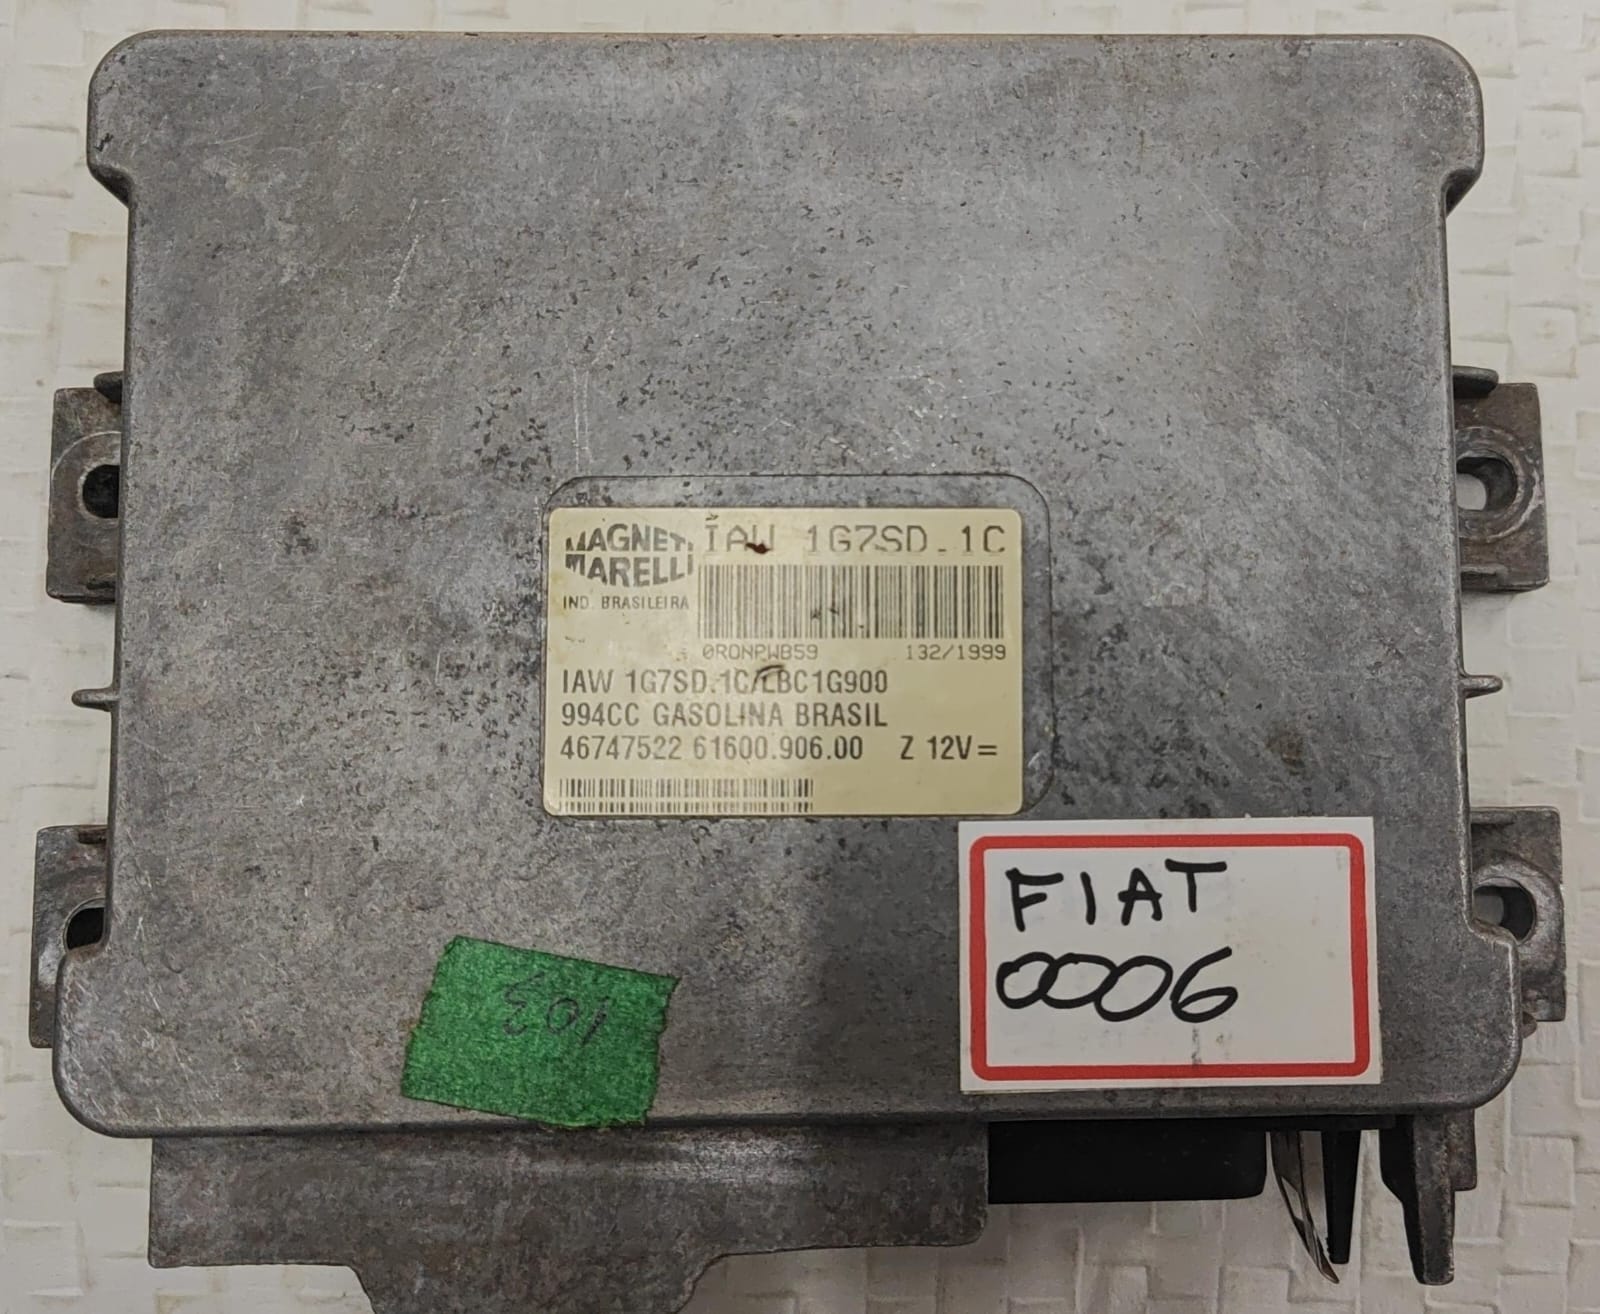 MAGNETI MARELLI
IND. BRASILEIRA
IAW 1G7SD.1C
0RONPWB59 132/1999
IAW 1G7SD.1C/LBC1G900
994CC GASOLINA BRASIL
46747522 61600.906.00 Z 12V=
FIAT
0006
103